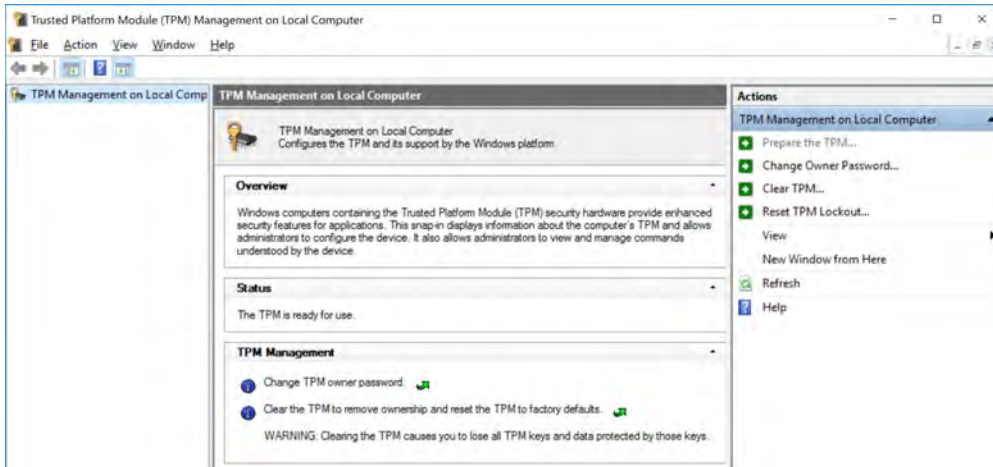 Trusted Platform Module (TPM) Management on Local Computer
File Action View Window Help
TPM Management on Local Comp
TPM Management on Local Computer
TPM Management on Local Computer
Configures the TPM and its support by the Windows platform
Overview
Windows computers containing the Trusted Platform Module (TPM) security hardware provide enhanced
security features for applications. This snap-in displays information about the computer's TPM and allows
administrators to configure the device. It also allows administrators to view and manage commands
understood by the device.
Status
The TPM is ready for use.
TPM Management
Change TPM owner password.
Clear the TPM to remove ownership and reset the TPM to factory defaults.
WARNING: Clearing the TPM causes you to lose all TPM keys and data protected by those keys.
Actions
TPM Management on Local Computer
Prepare the TPM...
Change Owner Password...
Clear TPM...
Reset TPM Lockout...
View
New Window from Here
Refresh
Help